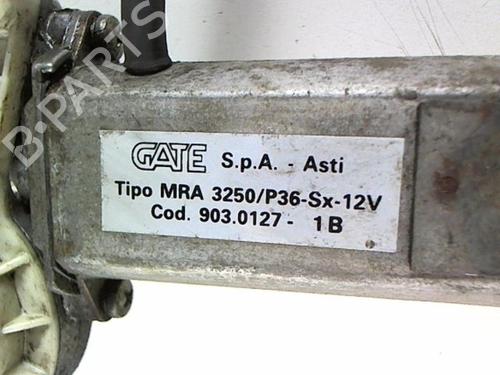 B-PARTS
GATE S.p.A. - Asti
Tipo MRA 3250/P36-Sx-12V
Cod. 903.0127 - 1B